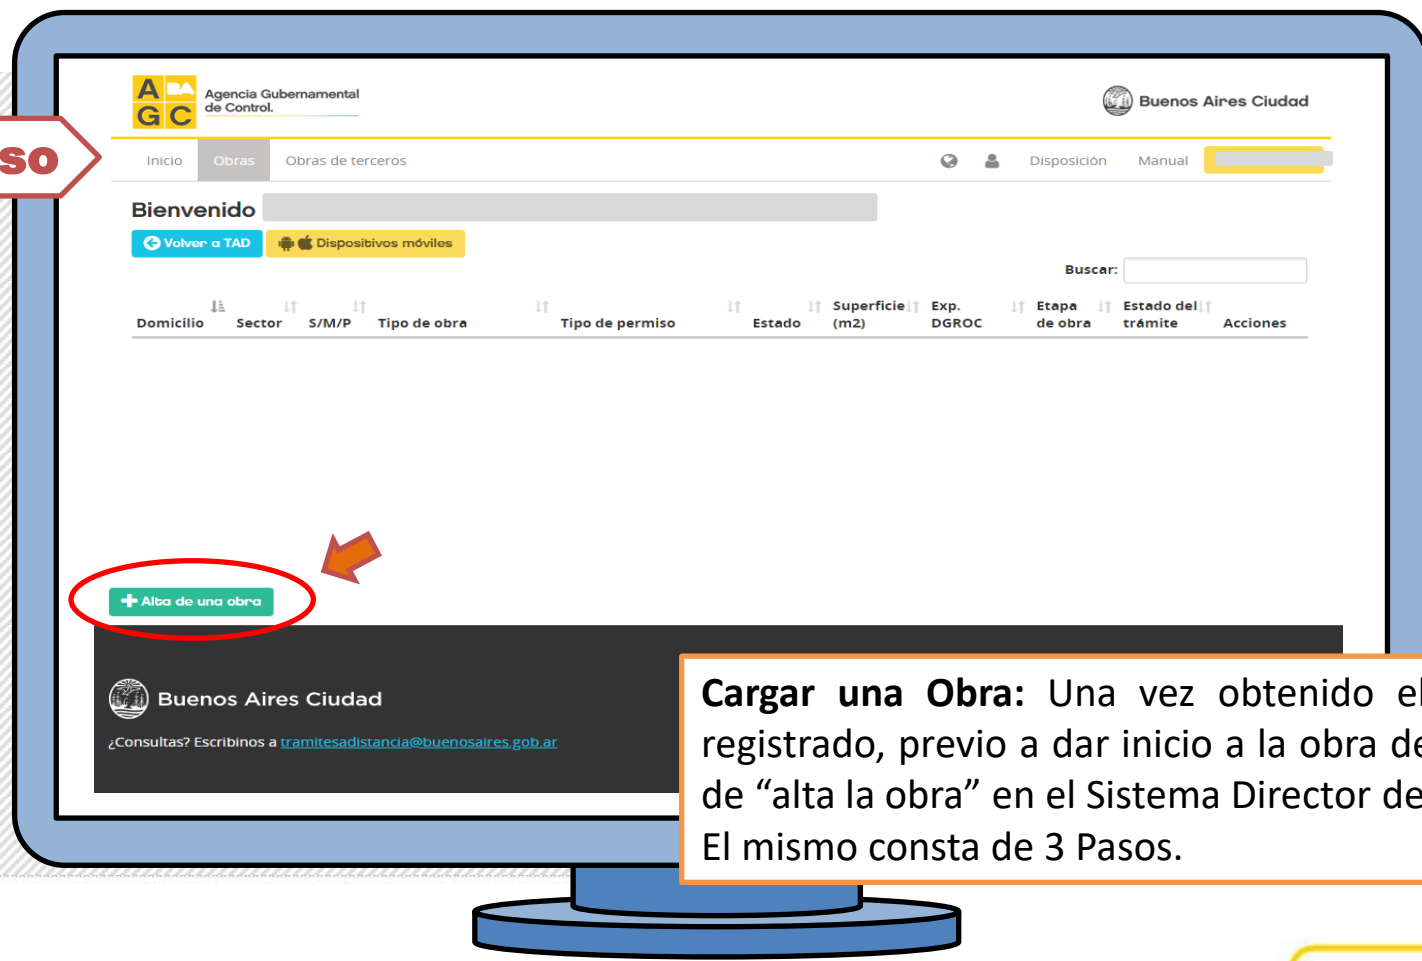 A BA
G C
Agencia Gubernamental
de Control.
Buenos Aires Ciudad
Inicio Obras Obras de terceros Disposición Manual
Bienvenido
Volver a TAD Dispositivos móviles
Buscar:
Domicilio Sector S/M/P Tipo de obra Tipo de permiso Estado Superficie (m2) Exp. DGROC Etapa de obra Estado del trámite Acciones
Alta de una obra
Buenos Aires Ciudad
¿Consultas? Escribinos a tramitesadistancia@buenosaires.gob.ar
Cargar una Obra: Una vez obtenido el
registrado, previo a dar inicio a la obra de
de “alta la obra” en el Sistema Director de
El mismo consta de 3 Pasos.